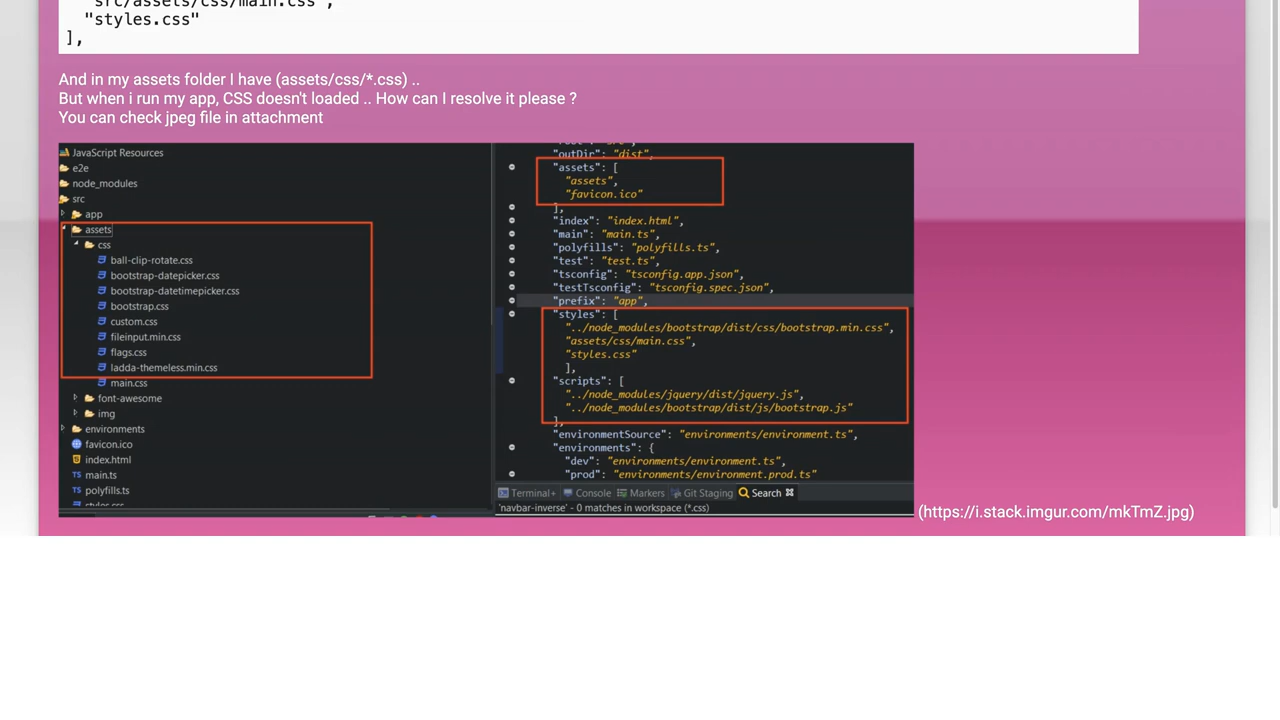 "src/assets/css/main.css",
"styles.css"
],
And in my assets folder I have (assets/css/*.css) ..
But when i run my app, CSS doesn't loaded .. How can I resolve it please ?
You can check jpeg file in attachment
JavaScript Resources
e2e
node_modules
src
app
assets
css
ball-clip-rotate.css
bootstrap-datepicker.css
bootstrap-datetimepicker.css
bootstrap.css
custom.css
fileinput.min.css
flags.css
ladda-themeless.min.css
main.css
font-awesome
img
environments
favicon.ico
index.html
main.ts
polyfills.ts
styles.css
"outDir": "dist",
"assets": [
"assets",
"favicon.ico"
],
"index": "index.html",
"main": "main.ts",
"polyfills": "polyfills.ts",
"test": "test.ts",
"tsconfig": "tsconfig.app.json",
"testTsconfig": "tsconfig.spec.json",
"prefix": "app",
"styles": [
"../node_modules/bootstrap/dist/css/bootstrap.min.css",
"assets/css/main.css",
"styles.css"
],
"scripts": [
"../node_modules/jquery/dist/jquery.js",
"../node_modules/bootstrap/dist/js/bootstrap.js"
],
"environmentSource": "environments/environment.ts",
"environments": {
"dev": "environments/environment.ts",
"prod": "environments/environment.prod.ts"
Terminal+ Console Markers Git Staging Search
'navbar-inverse' - 0 matches in workspace (*.css)
(https://i.stack.imgur.com/mkTmZ.jpg)